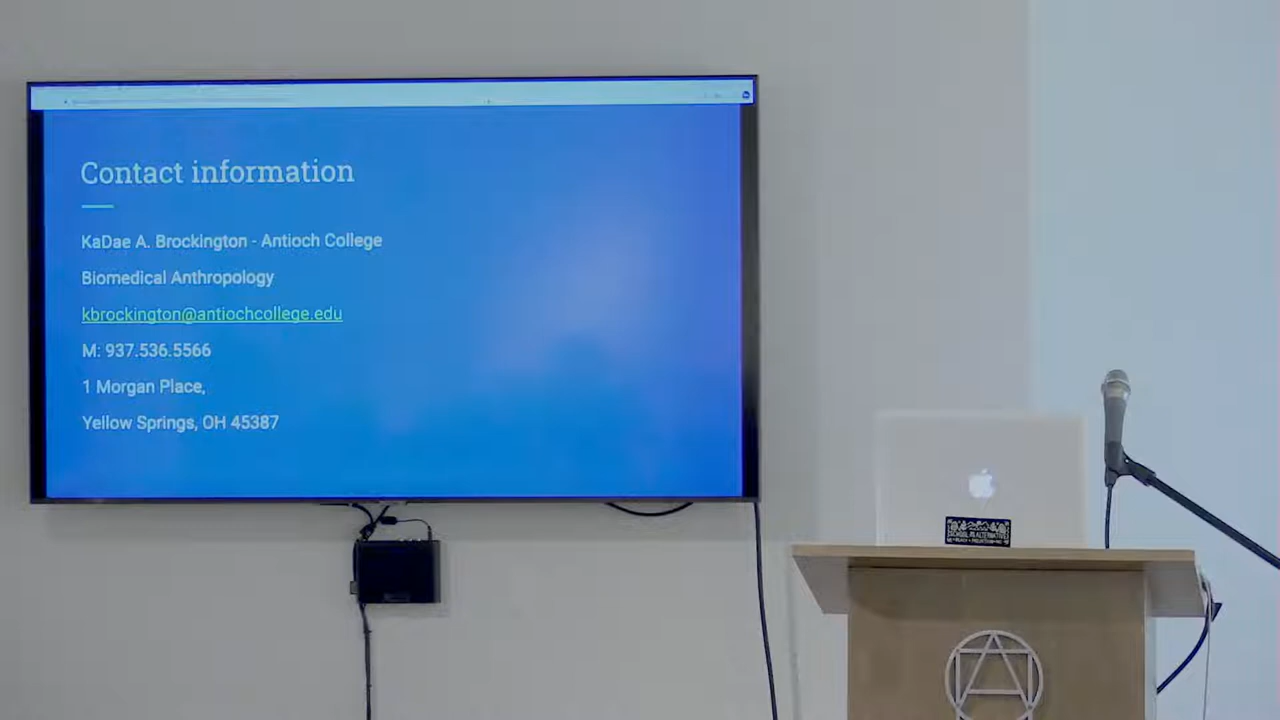 Contact information
KaDae A. Brockington - Antioch College
Biomedical Anthropology
kbrockington@antiochcollege.edu
M: 937.536.5566
1 Morgan Place,
Yellow Springs, OH 45387